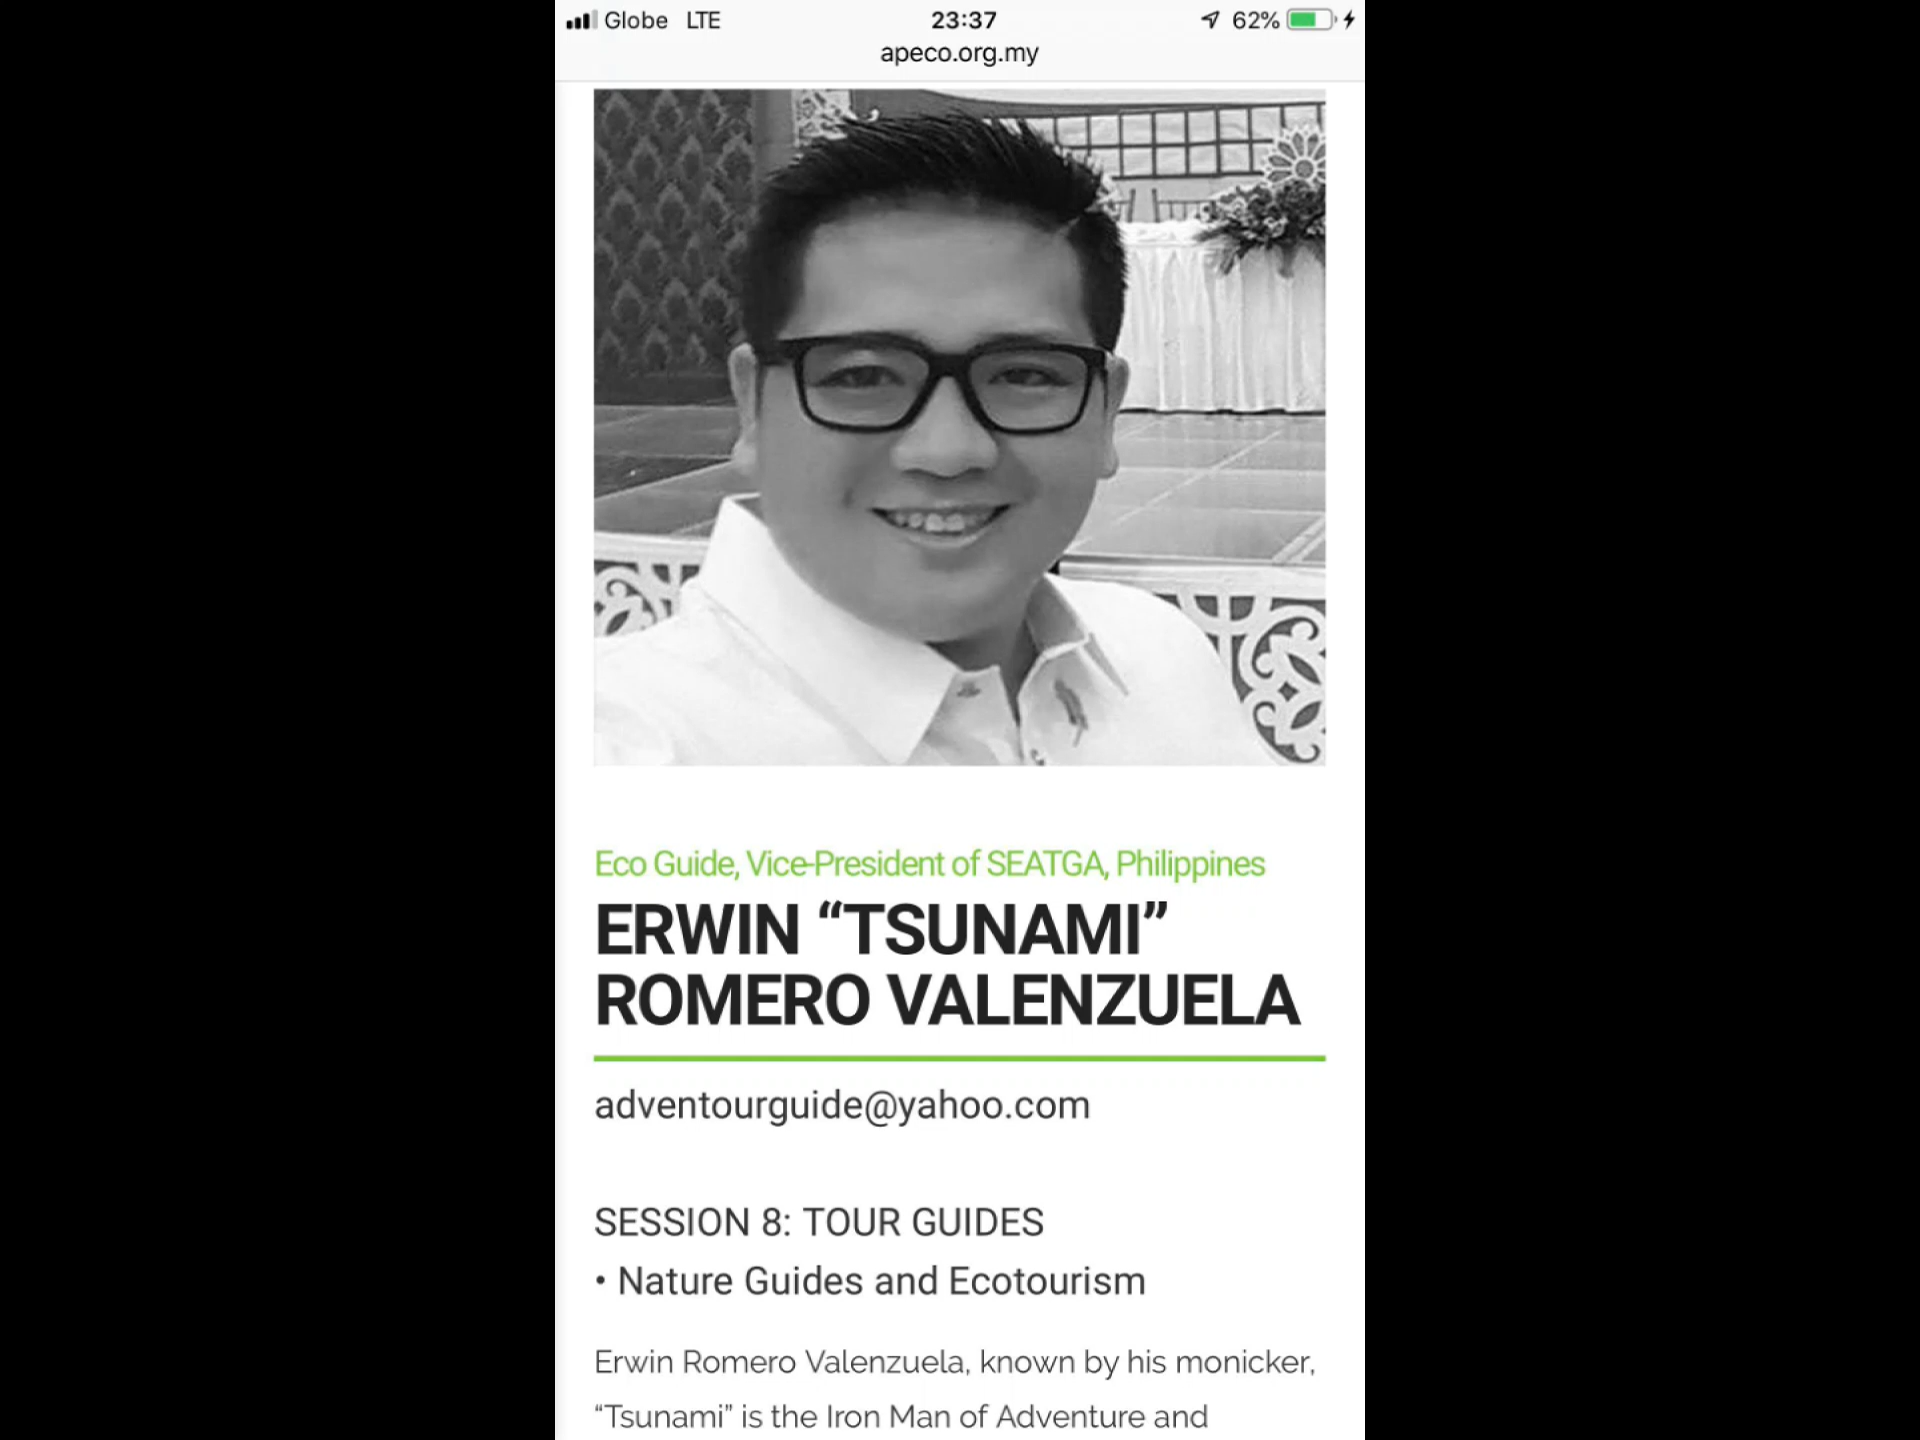 Globe LTE 23:37 62%
apeco.org.my
Eco Guide, Vice-President of SEATGA, Philippines
ERWIN “TSUNAMI”
ROMERO VALENZUELA
adventourguide@yahoo.com
SESSION 8: TOUR GUIDES
• Nature Guides and Ecotourism
Erwin Romero Valenzuela, known by his monicker,
“Tsunami” is the Iron Man of Adventure and